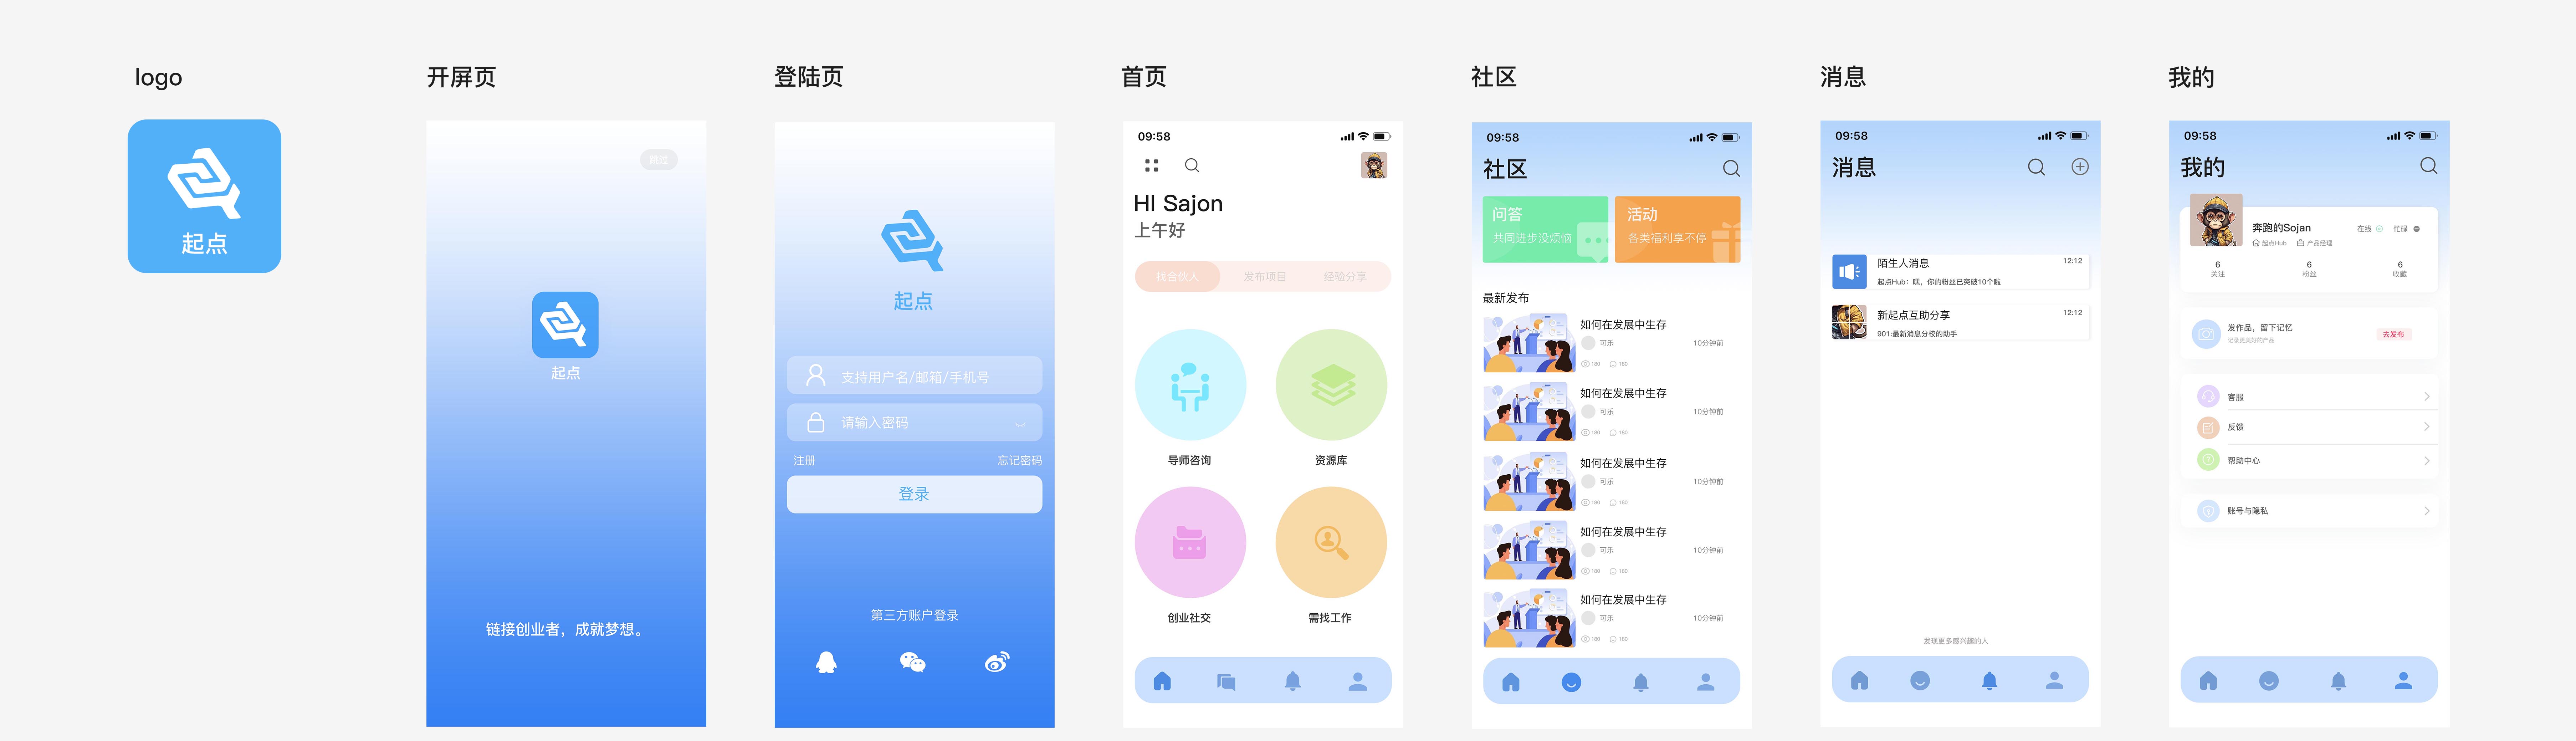 logo
起点
开屏页
跳过
起点
链接创业者，成就梦想。
登陆页
起点
支持用户名/邮箱/手机号
请输入密码
注册 忘记密码
登录
第三方账户登录
首页
09:58
HI Sajon
上午好
找合伙人 发布项目 经验分享
导师咨询 资源库
创业社交 需找工作
社区
09:58
社区
问答 活动
共同进步没烦恼 各类福利享不停
最新发布
如何在发展中生存
可乐 10分钟前
180 180
如何在发展中生存
可乐 10分钟前
180 180
如何在发展中生存
可乐 10分钟前
180 180
如何在发展中生存
可乐 10分钟前
180 180
如何在发展中生存
可乐 10分钟前
180 180
消息
09:58
消息
陌生人消息 12:12
起点Hub：嘿，你的粉丝已突破10个啦
新起点互助分享 12:12
901:最新消息分校的助手
发现更多感兴趣的人
我的
09:58
我的
奔跑的Sojan 在线 忙碌
起点Hub 产品经理
6 6 6
关注 粉丝 收藏
发作品，留下记忆 去发布
记录更美好的产品
客服
反馈
帮助中心
账号与隐私